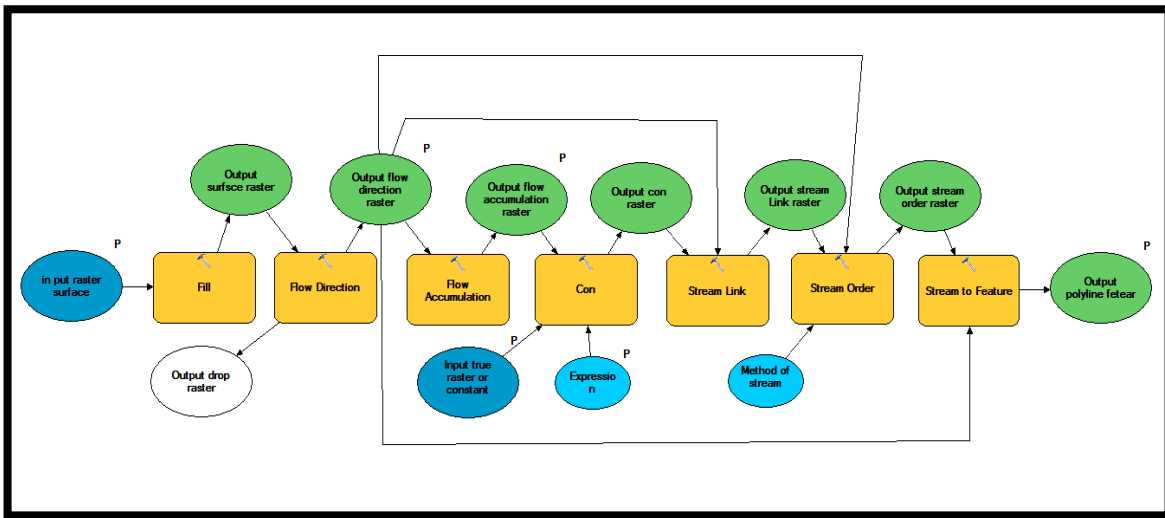 P
in put raster
surface
Fill
Output
surfsce raster
Flow Direction
Output drop
raster
P
Output flow
direction
raster
Flow
Accumulation
P
Output flow
accumulation
raster
Con
P
Input true
raster or
constant
P
Expressio
n
Output con
raster
Stream Link
Output stream
Link raster
Stream Order
Method of
stream
Output stream
order raster
Stream to Feature
P
Output
polyline fetear